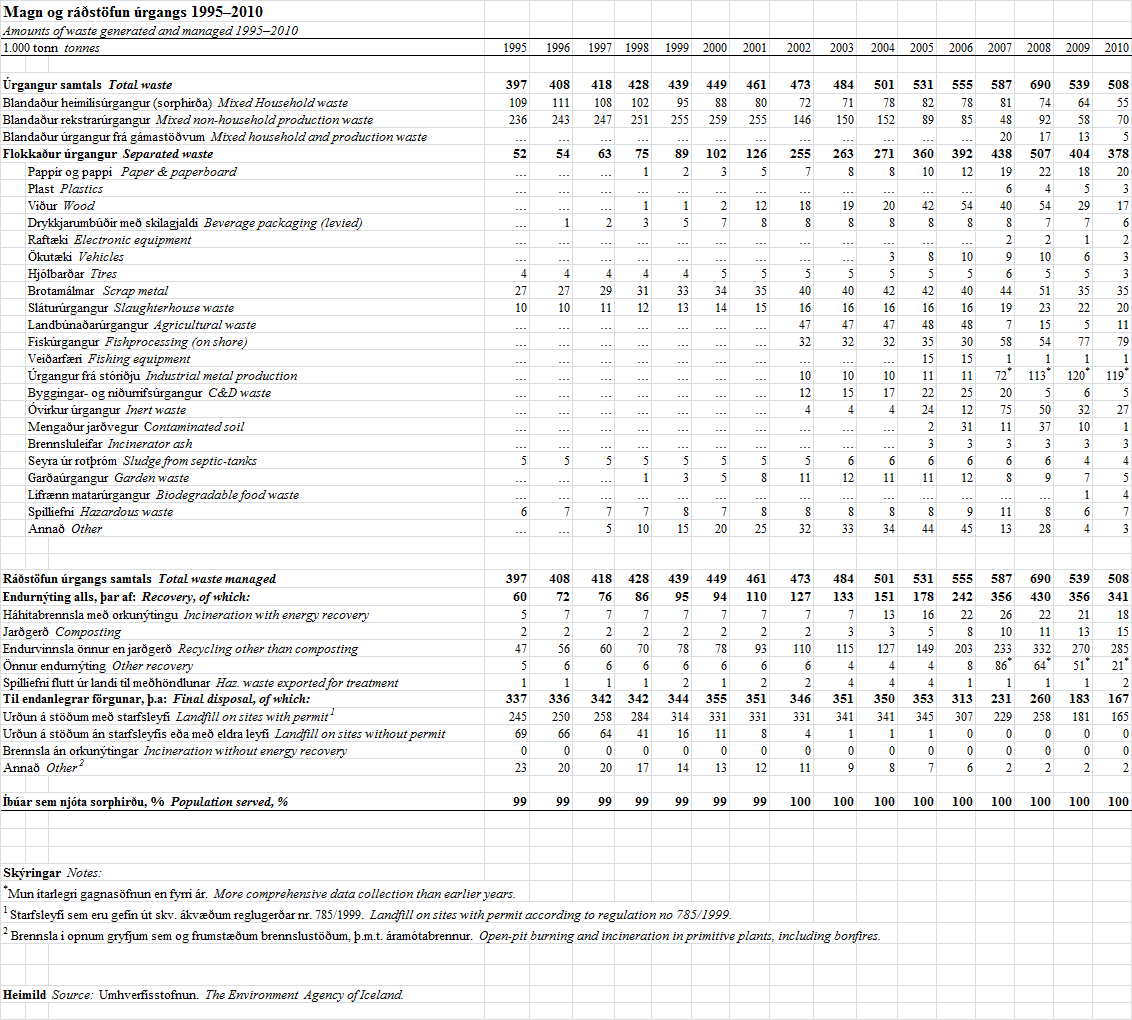 Magn og ráðstöfun úrgangs 1995–2010
Amounts of waste generated and managed 1995–2010
1.000 tonn tonnes 1995 1996 1997 1998 1999 2000 2001 2002 2003 2004 2005 2006 2007 2008 2009 2010
Úrgangur samtals Total waste 397 408 418 428 439 449 461 473 484 501 531 555 587 690 539 508
Blandaður heimilisúrgangur (sorphirða) Mixed Household waste 109 111 108 102 95 88 80 72 71 78 82 78 81 74 64 55
Blandaður rekstrarúrgangur Mixed non-household production waste 236 243 247 251 255 259 255 146 150 152 89 85 48 92 58 70
Blandaður úrgangur frá gámastöðvum Mixed household and production waste ... ... ... ... ... ... ... ... ... ... ... ... 20 17 13 5
Flokkaður úrgangur Separated waste 52 54 63 75 89 102 126 255 263 271 360 392 438 507 404 378
Pappír og pappi Paper & paperboard ... ... ... 1 2 3 5 7 8 8 10 12 19 22 18 20
Plast Plastics ... ... ... ... ... ... ... ... ... ... ... ... 6 4 5 3
Viður Wood ... ... ... 1 1 2 12 18 19 20 42 54 40 54 29 17
Drykkjarumbúðir með skilagjaldi Beverage packaging (levied) ... 1 2 3 5 7 8 8 8 8 8 8 8 7 7 6
Raftæki Electronic equipment ... ... ... ... ... ... ... ... ... ... ... ... 2 2 1 2
Ökutæki Vehicles ... ... ... ... ... ... ... ... ... 3 8 10 9 10 6 3
Hjólbarðar Tires 4 4 4 4 4 5 5 5 5 5 5 5 6 5 5 3
Brotamálmar Scrap metal 27 27 29 31 33 34 35 40 40 42 42 40 44 51 35 35
Sláturúrgangur Slaughterhouse waste 10 10 11 12 13 14 15 16 16 16 16 16 19 23 22 20
Landbúnaðarúrgangur Agricultural waste ... ... ... ... ... ... ... 47 47 47 48 48 7 15 5 11
Fiskúrgangur Fishprocessing (on shore) ... ... ... ... ... ... ... 32 32 32 35 30 58 54 77 79
Veiðarfæri Fishing equipment ... ... ... ... ... ... ... ... ... ... 15 15 1 1 1 1
Úrgangur frá stóriðju Industrial metal production ... ... ... ... ... ... ... 10 10 10 11 11 72* 113* 120* 119*
Byggingar- og niðurrifsúrgangur C&D waste ... ... ... ... ... ... ... 12 15 17 22 25 20 5 6 5
Óvirkur úrgangur Inert waste ... ... ... ... ... ... ... 4 4 4 24 12 75 50 32 27
Mengaður jarðvegur Contaminated soil ... ... ... ... ... ... ... ... ... ... 2 31 11 37 10 1
Brennsluleifar Incinerator ash ... ... ... ... ... ... ... ... ... ... 3 3 3 3 3 3
Seyra úr rotþróm Sludge from septic-tanks 5 5 5 5 5 5 5 5 6 6 6 6 6 6 4 4
Garðaúrgangur Garden waste ... ... ... 1 3 5 8 11 12 11 11 12 8 9 7 5
Lífrænn matarúrgangur Biodegradable food waste ... ... ... ... ... ... ... ... ... ... ... ... ... ... 1 4
Spilliefni Hazardous waste 6 7 7 7 8 7 8 8 8 8 8 9 11 8 6 7
Annað Other ... ... 5 10 15 20 25 32 33 34 44 45 13 28 4 3
Ráðstöfun úrgangs samtals Total waste managed 397 408 418 428 439 449 461 473 484 501 531 555 587 690 539 508
Endurnýting alls, þar af: Recovery, of which: 60 72 76 86 95 94 110 127 133 151 178 242 356 430 356 341
Háhitabrennsla með orkunýtingu Incineration with energy recovery 5 7 7 7 7 7 7 7 7 13 16 22 26 22 21 18
Jarðgerð Composting 2 2 2 2 2 2 2 2 3 3 5 8 10 11 13 15
Endurvinnsla önnur en jarðgerð Recycling other than composting 47 56 60 70 78 78 93 110 115 127 149 203 233 332 270 285
Önnur endurnýting Other recovery 5 6 6 6 6 6 6 6 4 4 4 8 86* 64* 51* 21*
Spilliefni flutt úr landi til meðhöndlunar Haz. waste exported for treatment 1 1 1 1 2 1 2 2 4 4 4 1 1 1 1 2
Til endanlegrar förgunar, þ.a: Final disposal, of which: 337 336 342 342 344 355 351 346 351 350 353 313 231 260 183 167
Urðun á stöðum með starfsleyfi Landfill on sites with permit 1 245 250 258 284 314 331 331 331 341 341 345 307 229 258 181 165
Urðun á stöðum án starfsleyfis eða með eldra leyfi Landfill on sites without permit 69 66 64 41 16 11 8 4 1 1 1 0 0 0 0 0
Brennsla án orkunýtingar Incineration without energy recovery 0 0 0 0 0 0 0 0 0 0 0 0 0 0 0 0
Annað Other 2 23 20 20 17 14 13 12 11 9 8 7 6 2 2 2 2
Íbúar sem njóta sorphirðu, % Population served, % 99 99 99 99 99 99 99 100 100 100 100 100 100 100 100 100
Skýringar Notes:
*Mun ítarlegri gagnasöfnun en fyrri ár. More comprehensive data collection than earlier years.
1 Starfsleyfi sem eru gefin út skv. ákvæðum reglugerðar nr. 785/1999. Landfill on sites with permit according to regulation no 785/1999.
2 Brennsla í opnum gryfjum sem og frumstæðum brennslustöðum, þ.m.t. áramótabrennur. Open-pit burning and incineration in primitive plants, including bonfires.
Heimild Source: Umhverfisstofnun. The Environment Agency of Iceland.